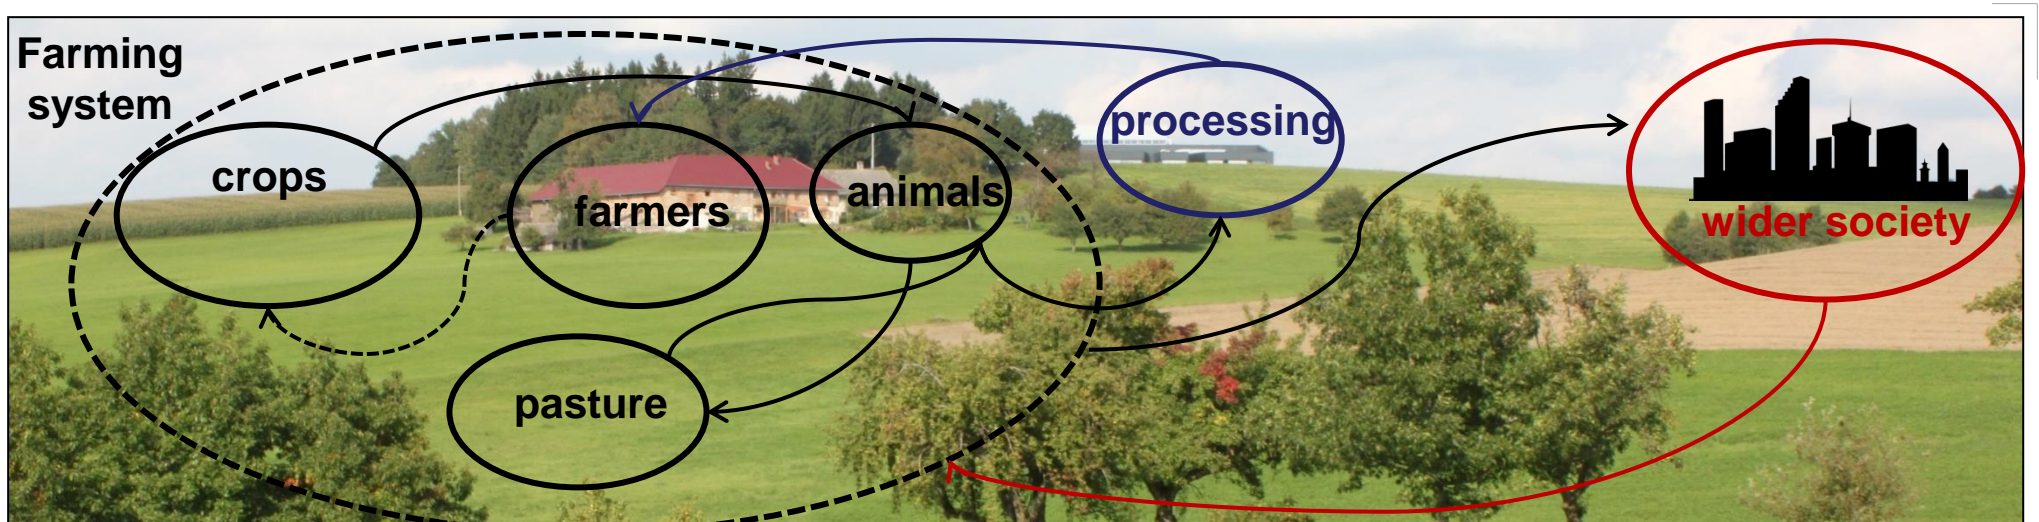 Farming
system
crops
farmers
animals
pasture
processing
wider society